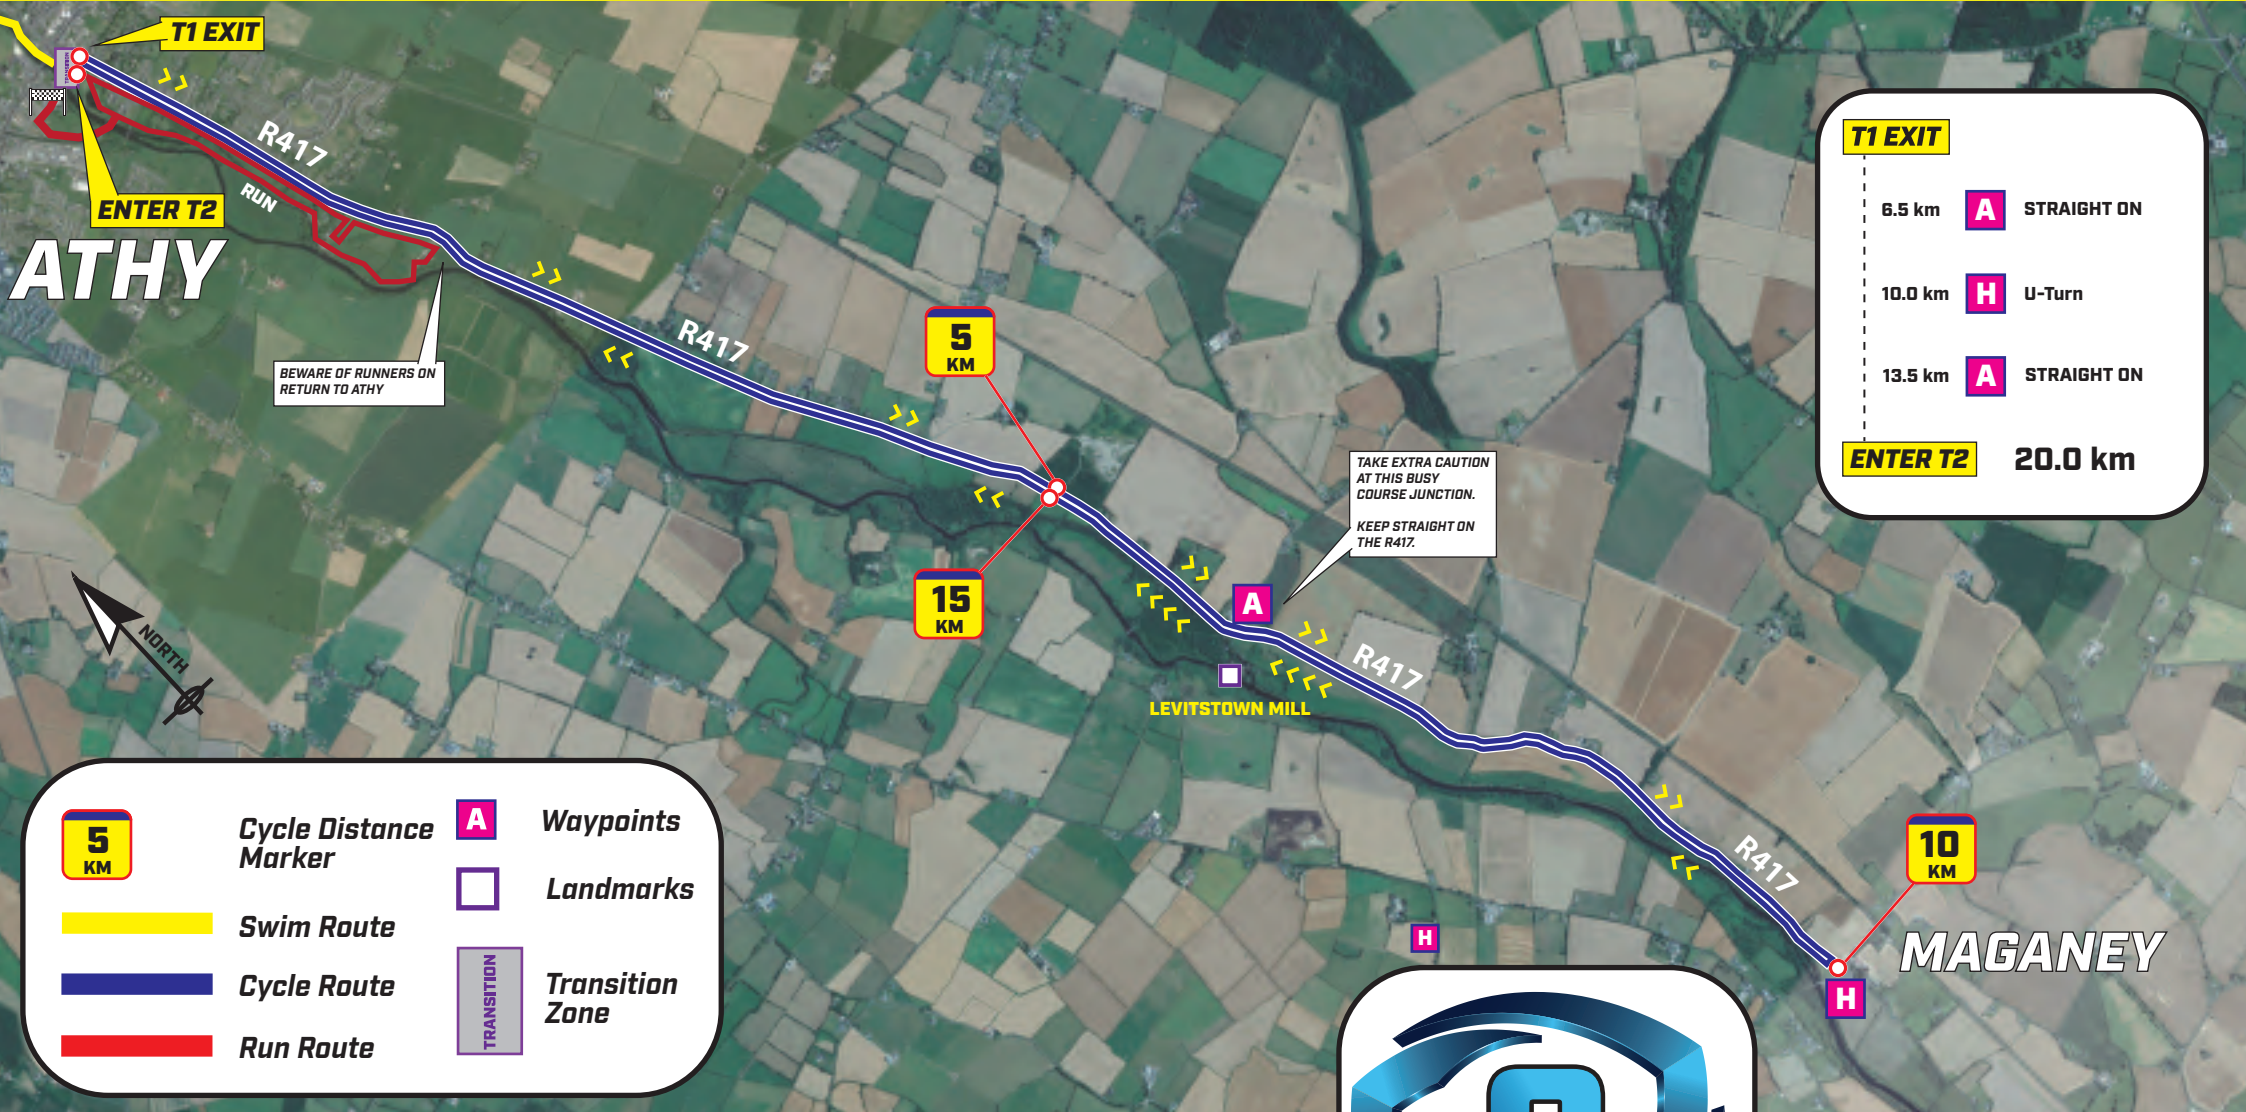 T1 EXIT
R417
RUN
ENTER T2
ATHY
BEWARE OF RUNNERS ON
RETURN TO ATHY
R417
5
KM
15
KM
TAKE EXTRA CAUTION
AT THIS BUSY
COURSE JUNCTION.
KEEP STRAIGHT ON
THE R417.
A
R417
LEVITSTOWN MILL
R417
10
KM
MAGANEY
H
H
NORTH
T1 EXIT
6.5 km A STRAIGHT ON
10.0 km H U-Turn
13.5 km A STRAIGHT ON
ENTER T2 20.0 km
5
KM
Cycle Distance
Marker
Swim Route
Cycle Route
Run Route
A Waypoints
Landmarks
TRANSITION
Transition
Zone